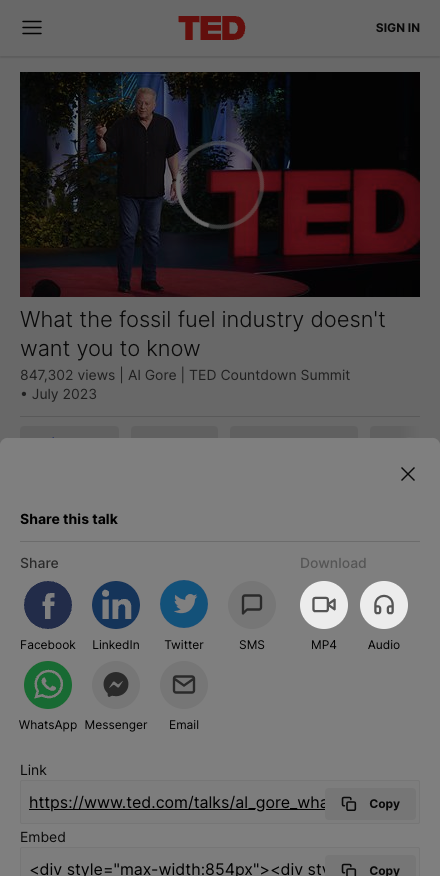 TED
SIGN IN
TED
What the fossil fuel industry doesn't
want you to know
847,302 views | Al Gore | TED Countdown Summit
• July 2023
Share this talk
Share
Download
Facebook
LinkedIn
Twitter
SMS
MP4
Audio
WhatsApp
Messenger
Email
Link
https://www.ted.com/talks/al_gore_wha
Copy
Embed
<div style="max-width:854px"><div sty
Copy